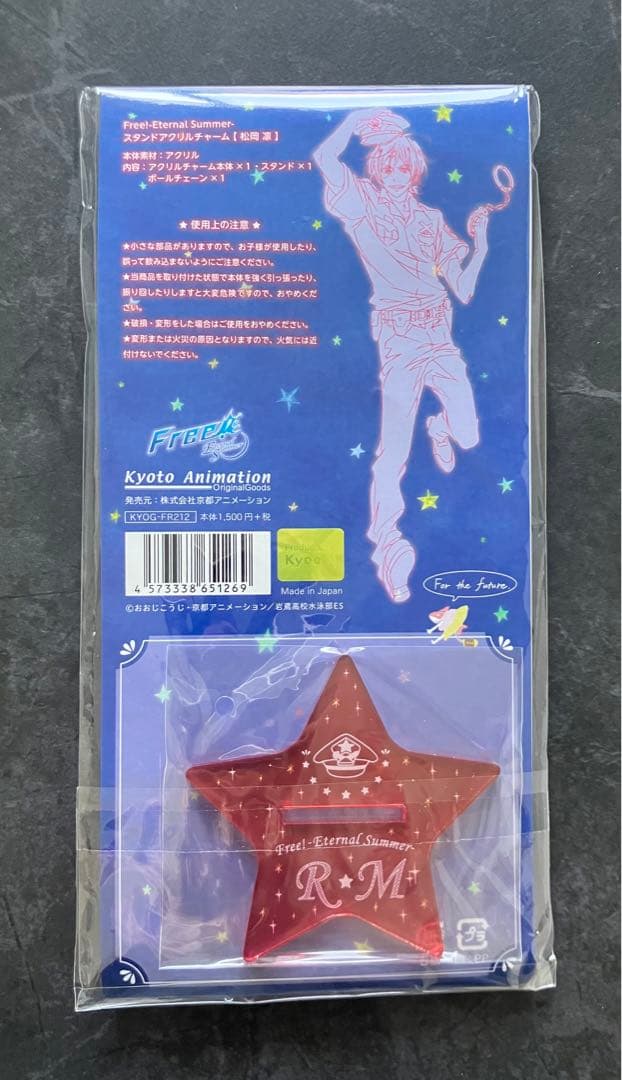 Free!-Eternal Summer-
スタンドアクリルチャーム【 松岡 凛 】
本体素材：アクリル
内容：アクリルチャーム本体×1・スタンド×1
ボールチェーン×1
★ 使用上の注意 ★
★小さな部品がありますので、お子様が使用したり、
誤って飲み込まないようにご注意ください。
★当商品を取り付けた状態で本体を強く引っ張ったり、
振り回したりしますと大変危険ですので、おやめくだ
さい。
★破損・変形をした場合はご使用をおやめください。
★変形または火災の原因となりますので、火気には近
付けないでください。
Free!
Eternal Summer
Kyoto Animation
OriginalGoods
発売元：株式会社京都アニメーション
KYOG-FR212 本体1,500円+税
4 573338 651269
Made in Japan
©おおじこうじ・京都アニメーション／岩鳶高校水泳部ES
For the future.
Free!-Eternal Summer-
R★M
プラ
PP